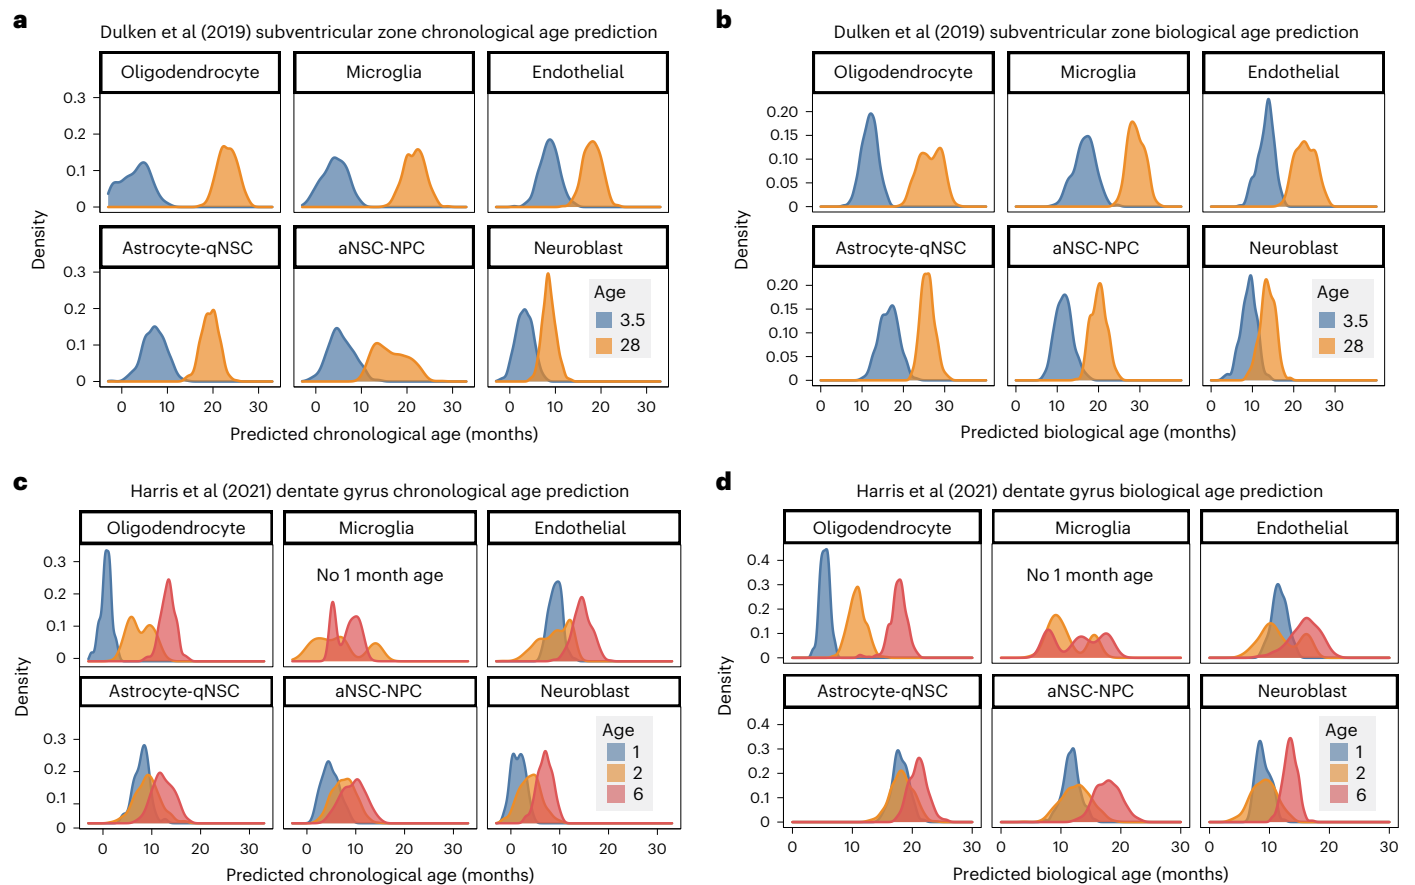 a
Dulken et al (2019) subventricular zone chronological age prediction
Oligodendrocyte Microglia Endothelial
0.3
0.2
0.1
0
Astrocyte-qNSC aNSC-NPC Neuroblast
0.3
0.2
0.1
0
Age
3.5
28
Density
0 10 20 30 0 10 20 30 0 10 20 30
Predicted chronological age (months)
b
Dulken et al (2019) subventricular zone biological age prediction
Oligodendrocyte Microglia Endothelial
0.20
0.15
0.10
0.05
0
Astrocyte-qNSC aNSC-NPC Neuroblast
0.20
0.15
0.10
0.05
0
Age
3.5
28
Density
0 10 20 30 0 10 20 30 0 10 20 30
Predicted biological age (months)
c
Harris et al (2021) dentate gyrus chronological age prediction
Oligodendrocyte Microglia Endothelial
No 1 month age
0.3
0.2
0.1
0
Astrocyte-qNSC aNSC-NPC Neuroblast
0.3
0.2
0.1
0
Age
1
2
6
Density
0 10 20 30 0 10 20 30 0 10 20 30
Predicted chronological age (months)
d
Harris et al (2021) dentate gyrus biological age prediction
Oligodendrocyte Microglia Endothelial
No 1 month age
0.4
0.3
0.2
0.1
0
Astrocyte-qNSC aNSC-NPC Neuroblast
0.4
0.3
0.2
0.1
0
Age
1
2
6
Density
0 10 20 30 0 10 20 30 0 10 20 30
Predicted biological age (months)